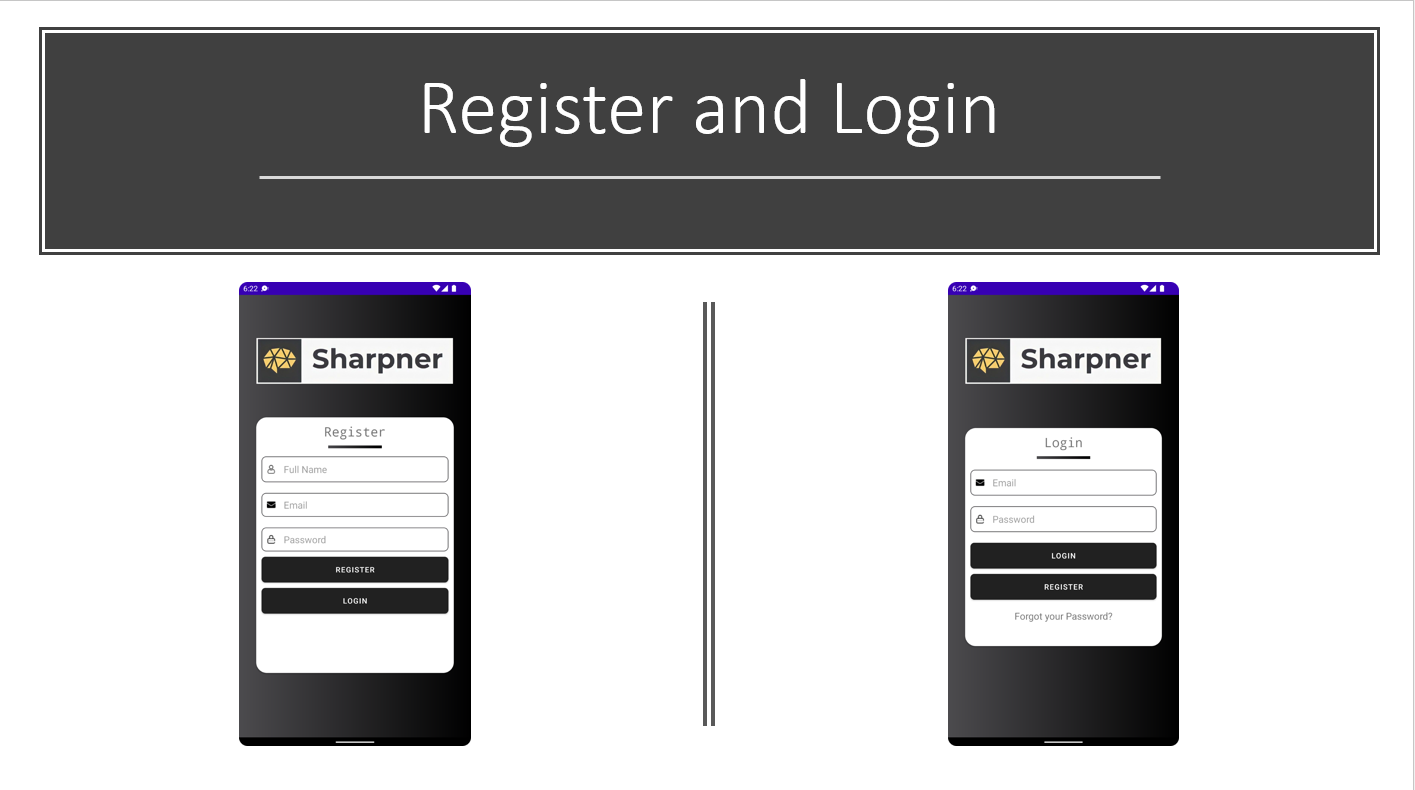 Register and Login
6:22
Sharpner
Register
Full Name
Email
Password
REGISTER
LOGIN
6:22
Sharpner
Login
Email
Password
LOGIN
REGISTER
Forgot your Password?